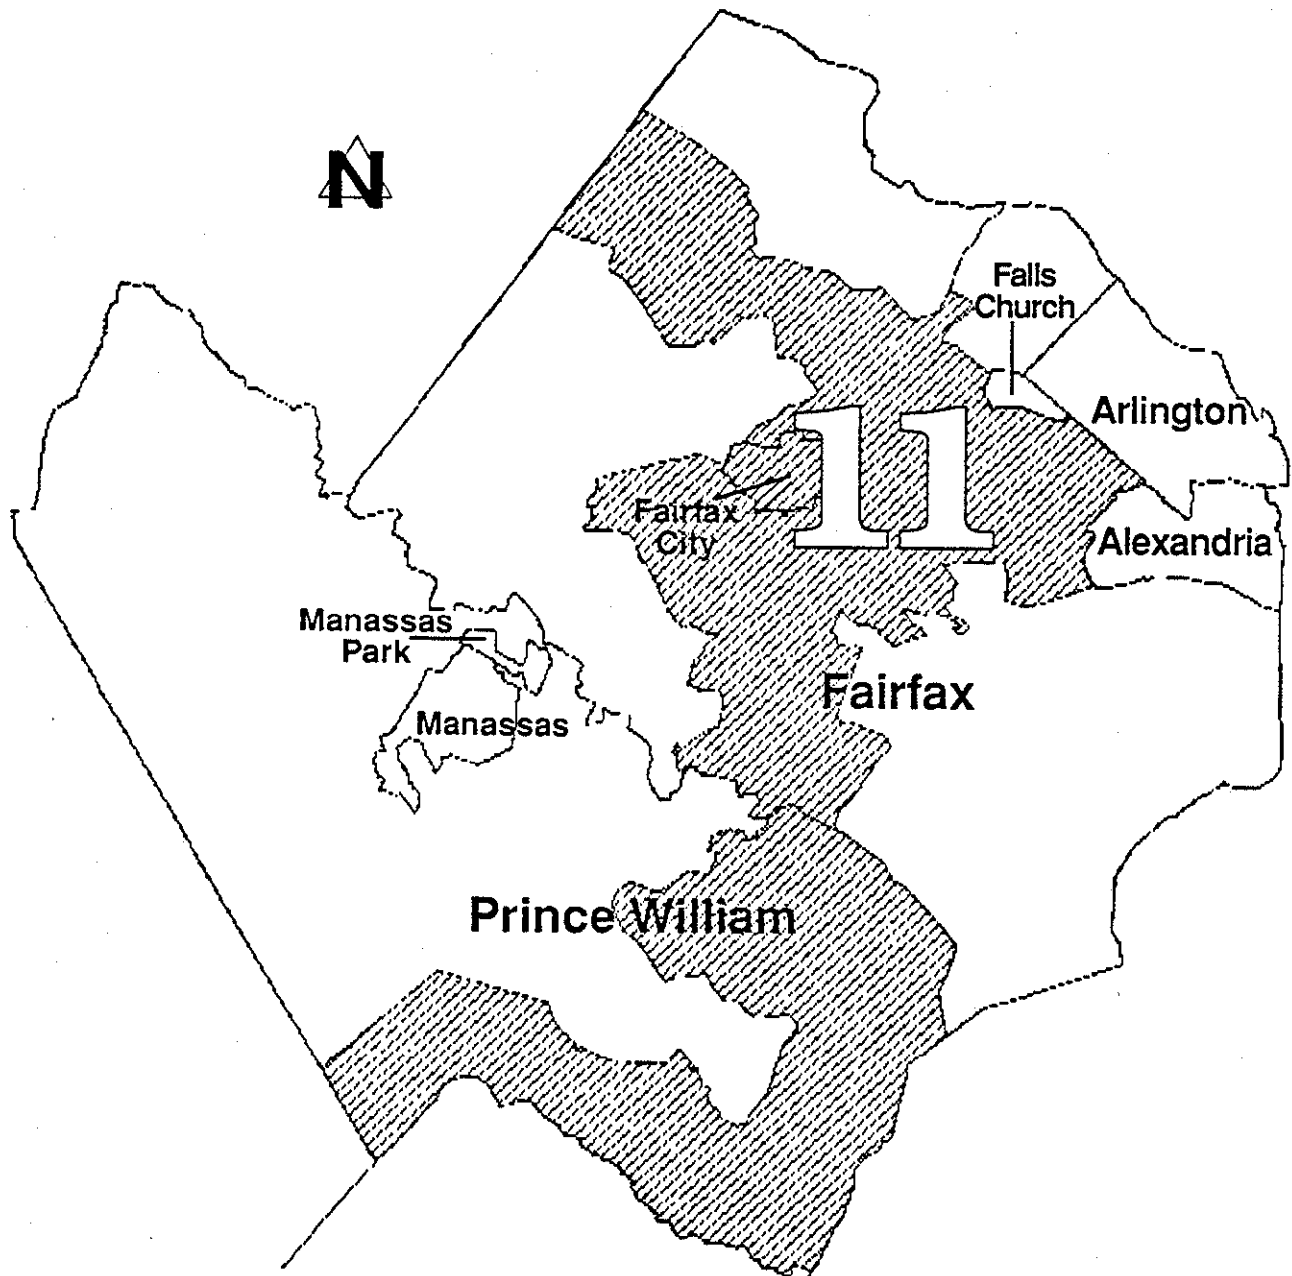 N
Falls
Church
Arlington
11
Fairfax
City
Alexandria
Manassas
Park
Fairfax
Manassas
Prince William